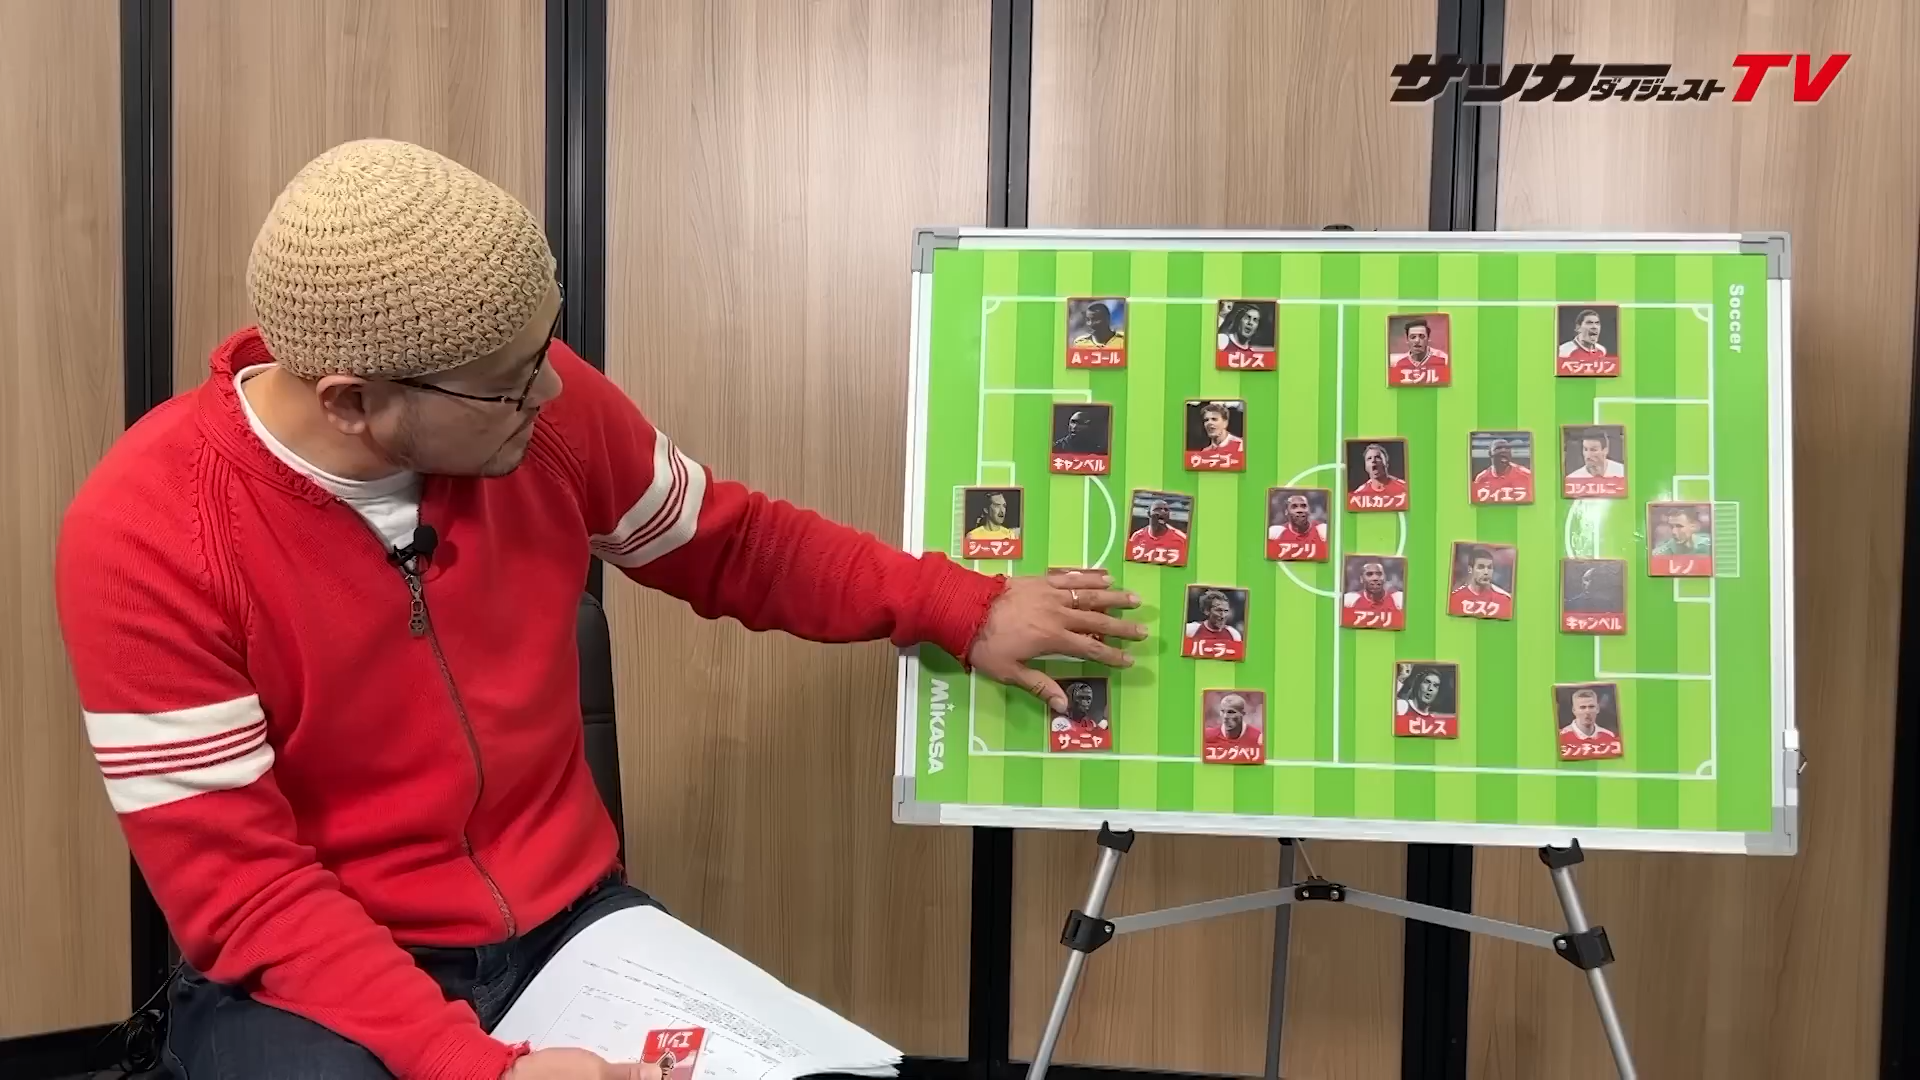 サッカーダイジェストTV
Soccer
MIKASA
A・コール
ピレス
エジル
ベジェリン
キャンベル
ウーデゴー
ベルカンプ
ヴィエラ
コシエルニー
シーマン
ヴィエラ
アンリ
レノ
アンリ
セスク
キャンベル
パーラー
サーニャ
ユングベリ
ピレス
ジンチェンコ
エジル